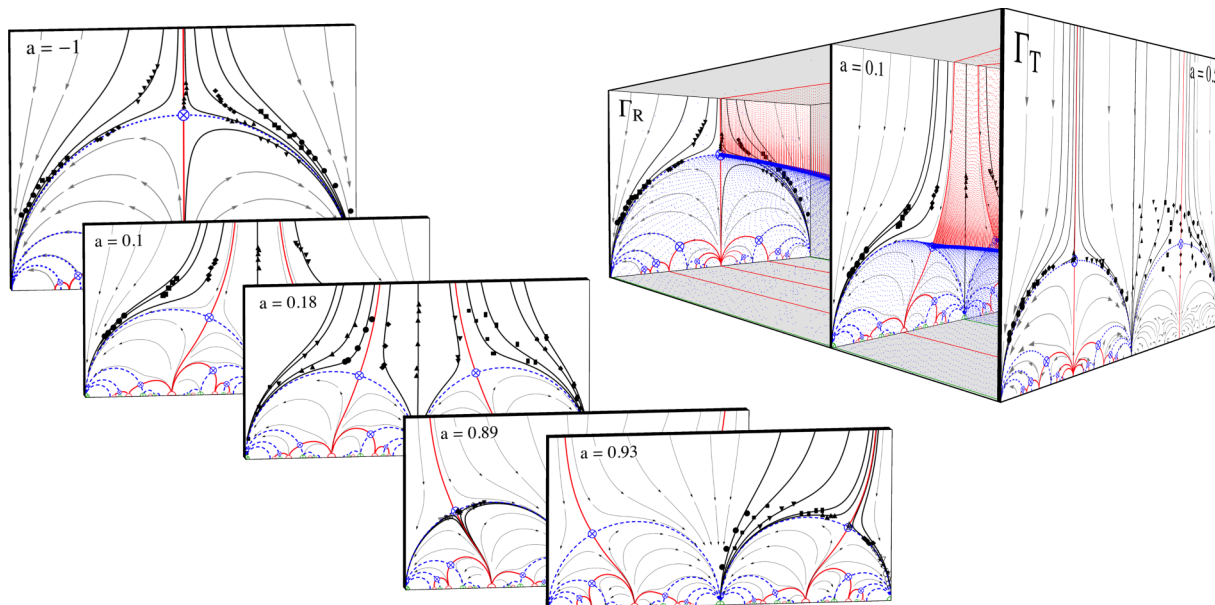 a = −1
a = 0.1
a = 0.18
a = 0.89
a = 0.93
Γ_R
a = 0.1
Γ_T